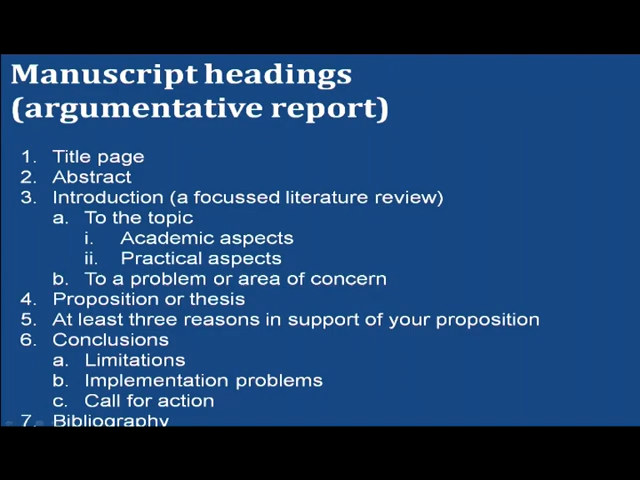 Manuscript headings
(argumentative report)
1. Title page
2. Abstract
3. Introduction (a focussed literature review)
a. To the topic
i. Academic aspects
ii. Practical aspects
b. To a problem or area of concern
4. Proposition or thesis
5. At least three reasons in support of your proposition
6. Conclusions
a. Limitations
b. Implementation problems
c. Call for action
7. Bibliography